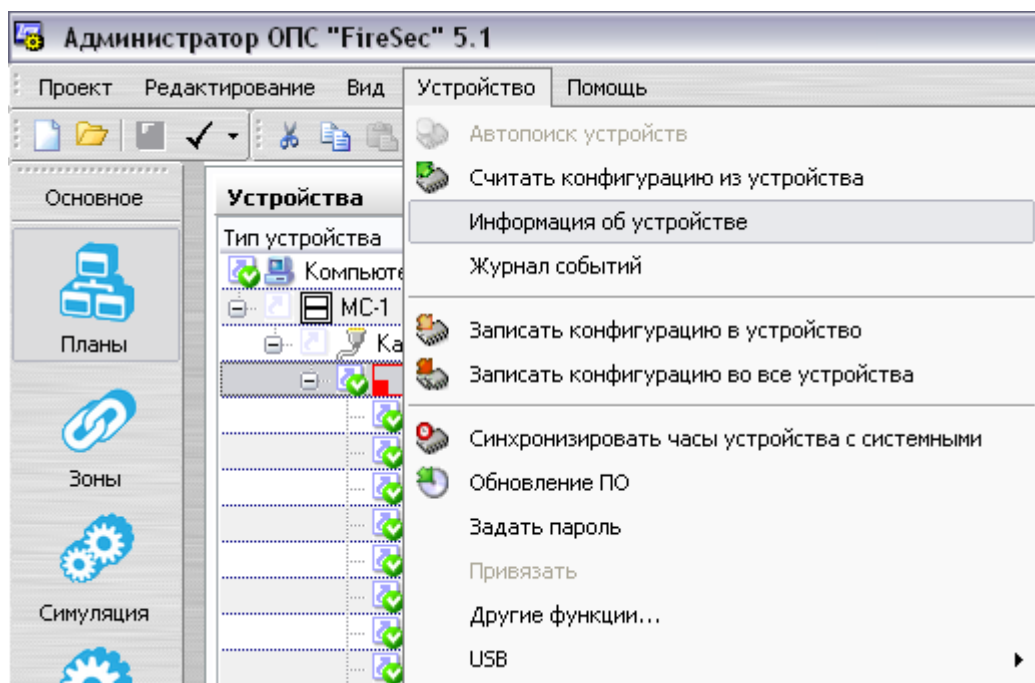 Администратор ОПС "FireSec" 5.1
Проект Редактирование Вид Устройство Помощь
Основное
Планы
Зоны
Симуляция
Устройства
Тип устройства
МС-1
Автопоиск устройств
Считать конфигурацию из устройства
Информация об устройстве
Журнал событий
Записать конфигурацию в устройство
Записать конфигурацию во все устройства
Синхронизировать часы устройства с системными
Обновление ПО
Задать пароль
Привязать
Другие функции...
USB